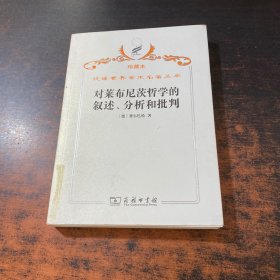 珍藏本
汉译世界学术名著丛书
对莱布尼茨哲学的
叙述、分析和批判
〔德〕费尔巴哈 著
商务印书馆